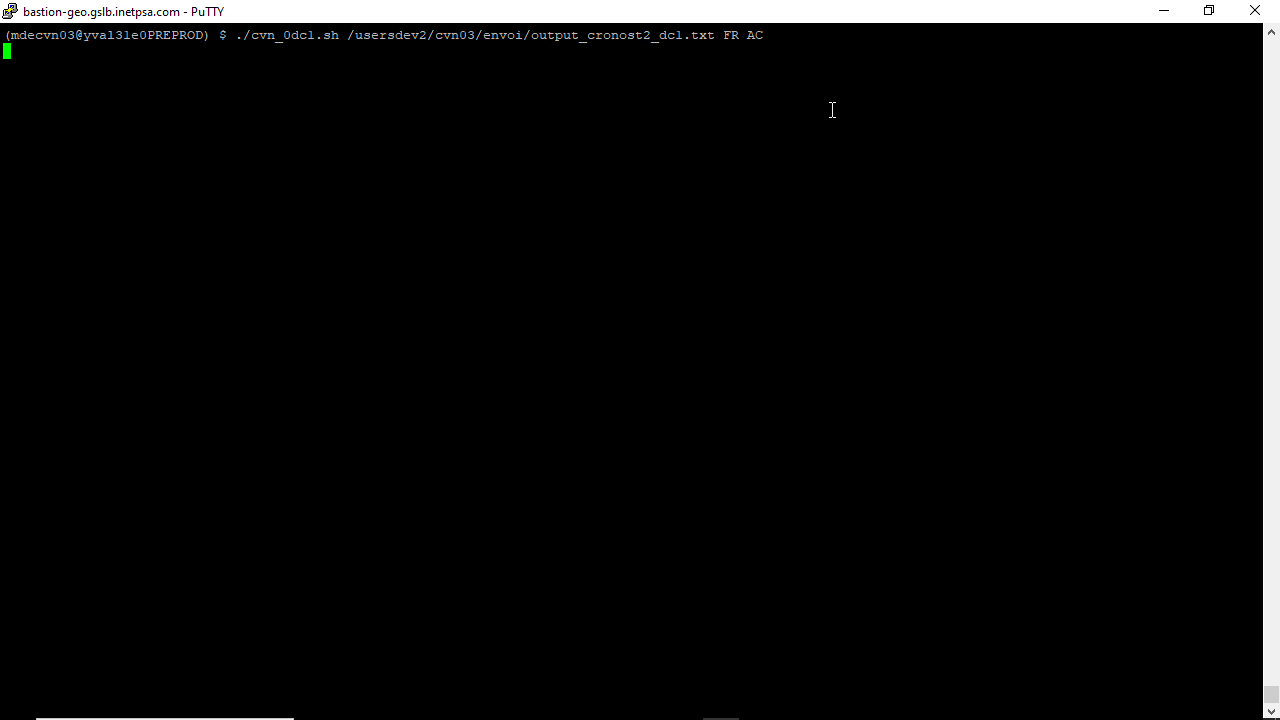 bastion-geo.gslb.inetpsa.com - PuTTY
(mdecvn03@yval31e0PREPROD) $ ./cvn_0dcl.sh /usersdev2/cvn03/envoi/output_cronost2_dcl.txt FR AC